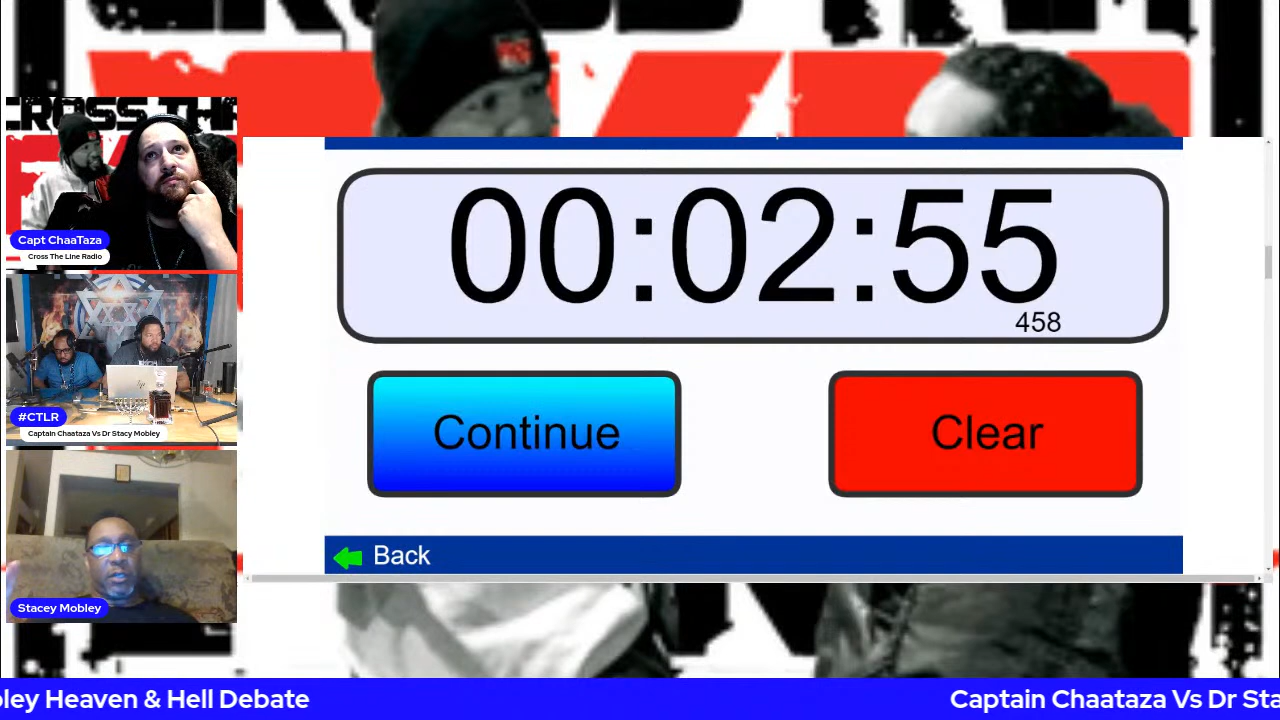 CROSS THE
Capt ChaaTaza
Cross The Line Radio
#CTLR
Captain Chaataza Vs Dr Stacy Mobley
Stacey Mobley
00:02:55
458
Continue
Clear
Back
bley Heaven & Hell Debate
Captain Chaataza Vs Dr Sta